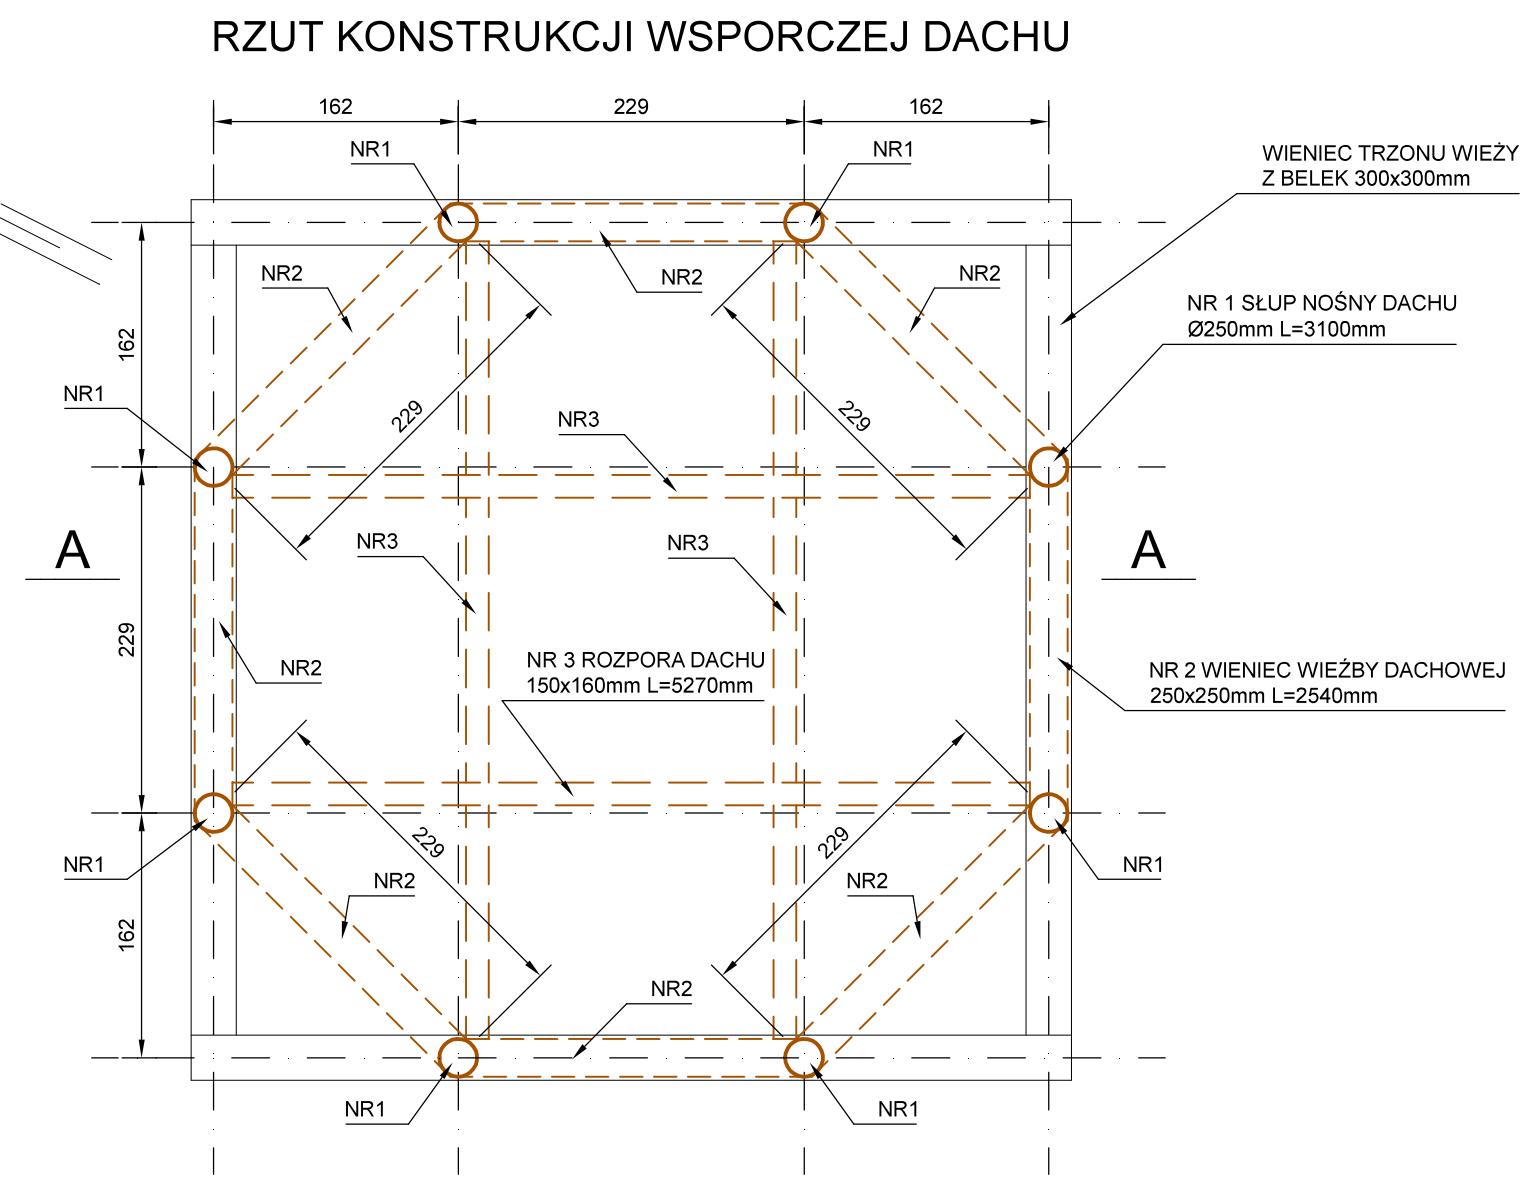 RZUT KONSTRUKCJI WSPORCZEJ DACHU
162
229
162
NR1
NR1
WIENIEC TRZONU WIEŻY
Z BELEK 300x300mm
NR2
NR2
NR2
NR 1 SŁUP NOŚNY DACHU
Ø250mm L=3100mm
162
NR1
229
229
NR3
A
NR3
NR3
A
229
NR2
NR 3 ROZPORA DACHU
150x160mm L=5270mm
NR 2 WIENIEC WIEŹBY DACHOWEJ
250x250mm L=2540mm
229
229
NR1
NR1
NR2
NR2
162
NR2
NR1
NR1